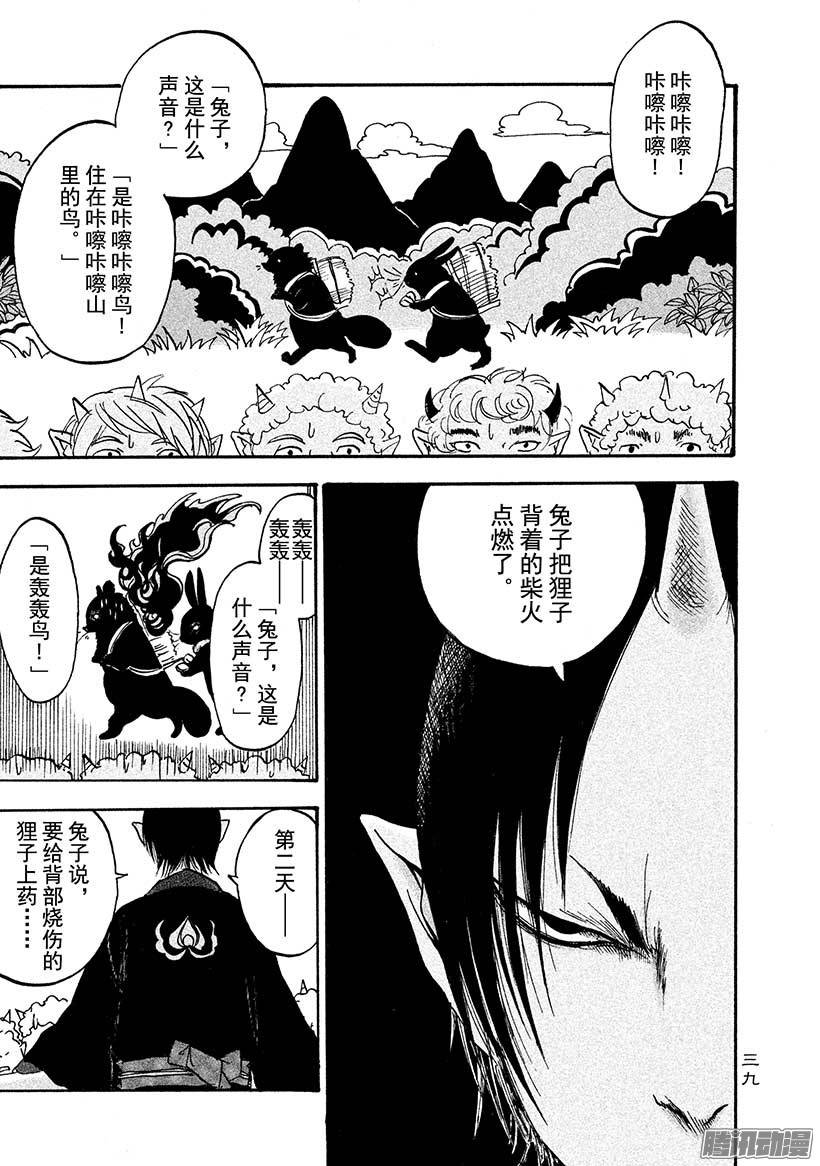 咔嚓咔嚓！
咔嚓咔嚓！
「兔子，
这是什么
声音？」
「是咔嚓咔嚓鸟！
住在咔嚓咔嚓山
里的鸟。」
兔子把狸子
背着的柴火
点燃了。
轰轰——
轰轰——
「兔子，这是
什么声音？」
「是轰轰鸟！」
第二天——
兔子说，
要给背部烧伤的
狸子上药……
三九
腾讯动漫